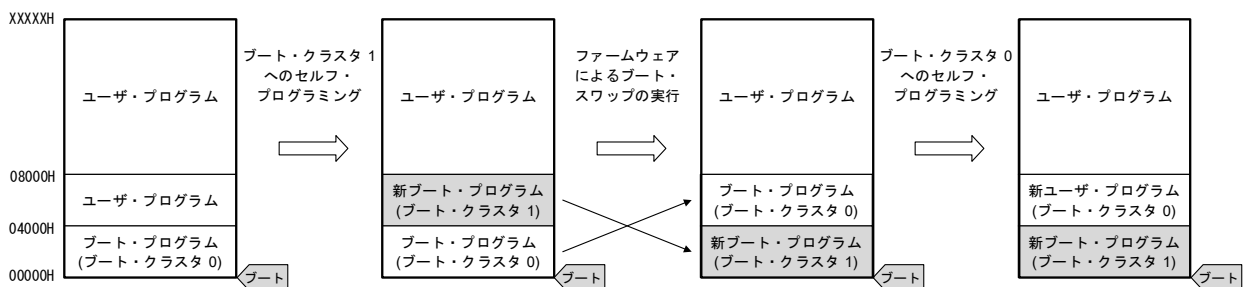 XXXXXH
08000H
04000H
00000H
ユーザ・プログラム
ユーザ・プログラム
ブート・プログラム
(ブート・クラスタ 0)
ブート
ブート・クラスタ 1
へのセルフ・
プログラミング
ユーザ・プログラム
新ブート・プログラム
(ブート・クラスタ 1)
ブート・プログラム
(ブート・クラスタ 0)
ブート
ファームウェア
によるブート・
スワップの実行
ユーザ・プログラム
ブート・プログラム
(ブート・クラスタ 0)
新ブート・プログラム
(ブート・クラスタ 1)
ブート
ブート・クラスタ 0
へのセルフ・
プログラミング
ユーザ・プログラム
新ユーザ・プログラム
(ブート・クラスタ 0)
新ブート・プログラム
(ブート・クラスタ 1)
ブート